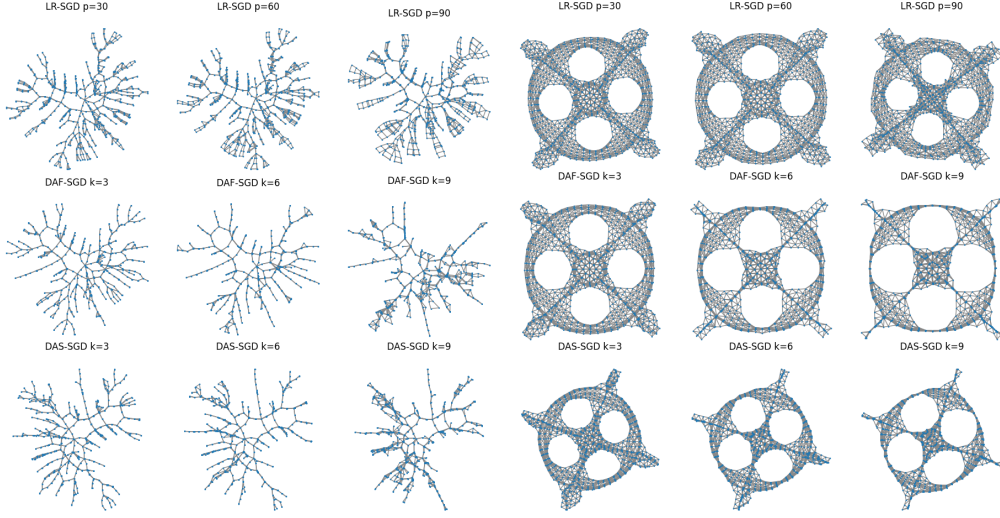 LR-SGD p=30
LR-SGD p=60
LR-SGD p=90
LR-SGD p=30
LR-SGD p=60
LR-SGD p=90
DAF-SGD k=3
DAF-SGD k=6
DAF-SGD k=9
DAF-SGD k=3
DAF-SGD k=6
DAF-SGD k=9
DAS-SGD k=3
DAS-SGD k=6
DAS-SGD k=9
DAS-SGD k=3
DAS-SGD k=6
DAS-SGD k=9